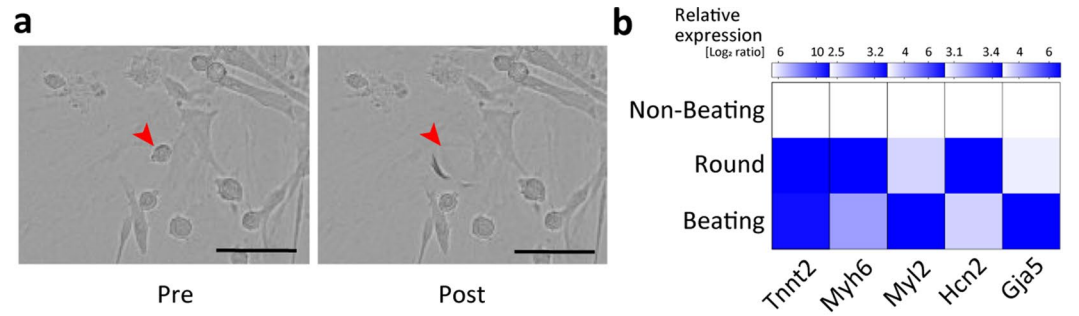 a
Pre
Post
b
Relative
expression
[Log₂ ratio]
6 10 2.5 3.2 4 6 3.1 3.4 4 6
Non-Beating
Round
Beating
Tnnt2 Myh6 Myl2 Hcn2 Gja5